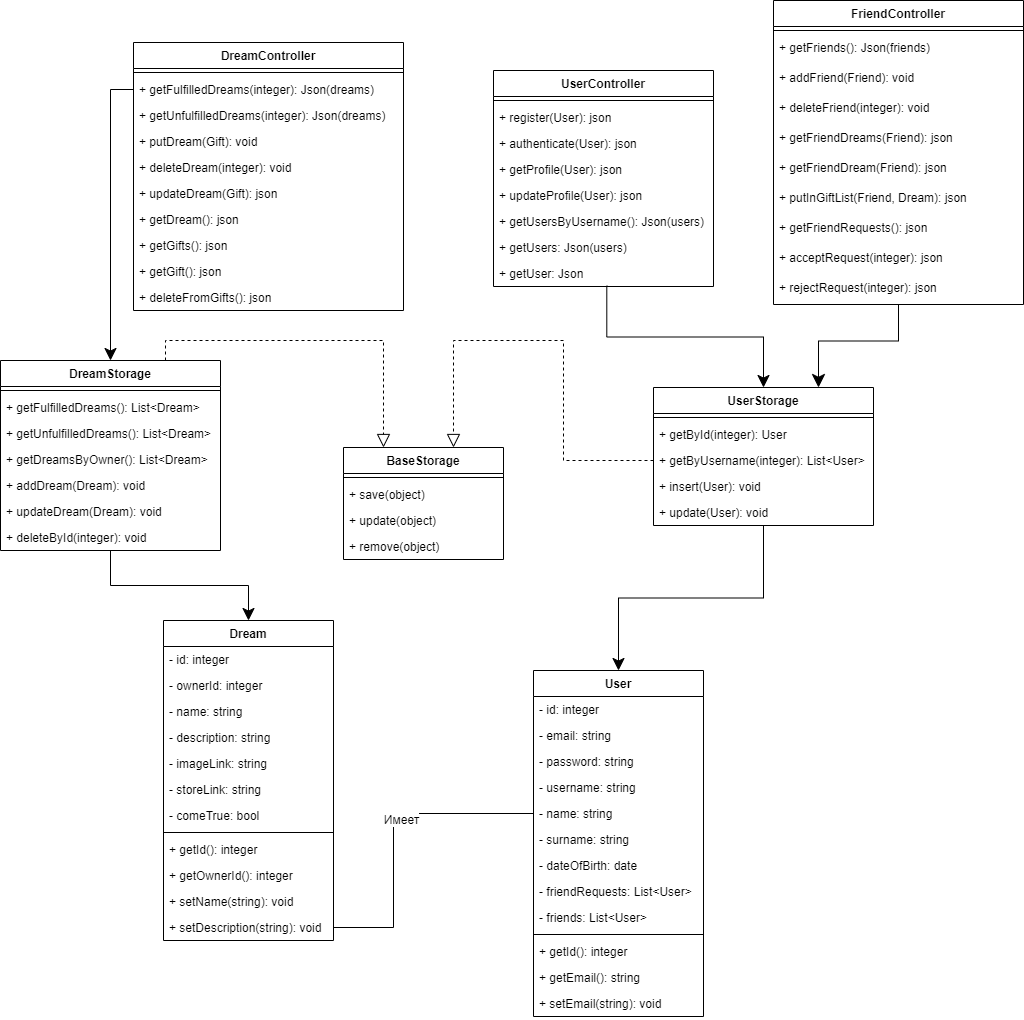 DreamController
+ getFulfilledDreams(integer): Json(dreams)
+ getUnfulfilledDreams(integer): Json(dreams)
+ putDream(Gift): void
+ deleteDream(integer): void
+ updateDream(Gift): json
+ getDream(): json
+ getGifts(): json
+ getGift(): json
+ deleteFromGifts(): json
UserController
+ register(User): json
+ authenticate(User): json
+ getProfile(User): json
+ updateProfile(User): json
+ getUsersByUsername(): Json(users)
+ getUsers: Json(users)
+ getUser: Json
FriendController
+ getFriends(): Json(friends)
+ addFriend(Friend): void
+ deleteFriend(integer): void
+ getFriendDreams(Friend): json
+ getFriendDream(Friend): json
+ putInGiftList(Friend, Dream): json
+ getFriendRequests(): json
+ acceptRequest(integer): json
+ rejectRequest(integer): json
DreamStorage
+ getFulfilledDreams(): List<Dream>
+ getUnfulfilledDreams(): List<Dream>
+ getDreamsByOwner(): List<Dream>
+ addDream(Dream): void
+ updateDream(Dream): void
+ deleteById(integer): void
BaseStorage
+ save(object)
+ update(object)
+ remove(object)
UserStorage
+ getById(integer): User
+ getByUsername(integer): List<User>
+ insert(User): void
+ update(User): void
Dream
- id: integer
- ownerId: integer
- name: string
- description: string
- imageLink: string
- storeLink: string
- comeTrue: bool
+ getId(): integer
+ getOwnerId(): integer
+ setName(string): void
+ setDescription(string): void
Имеет
User
- id: integer
- email: string
- password: string
- username: string
- name: string
- surname: string
- dateOfBirth: date
- friendRequests: List<User>
- friends: List<User>
+ getId(): integer
+ getEmail(): string
+ setEmail(string): void